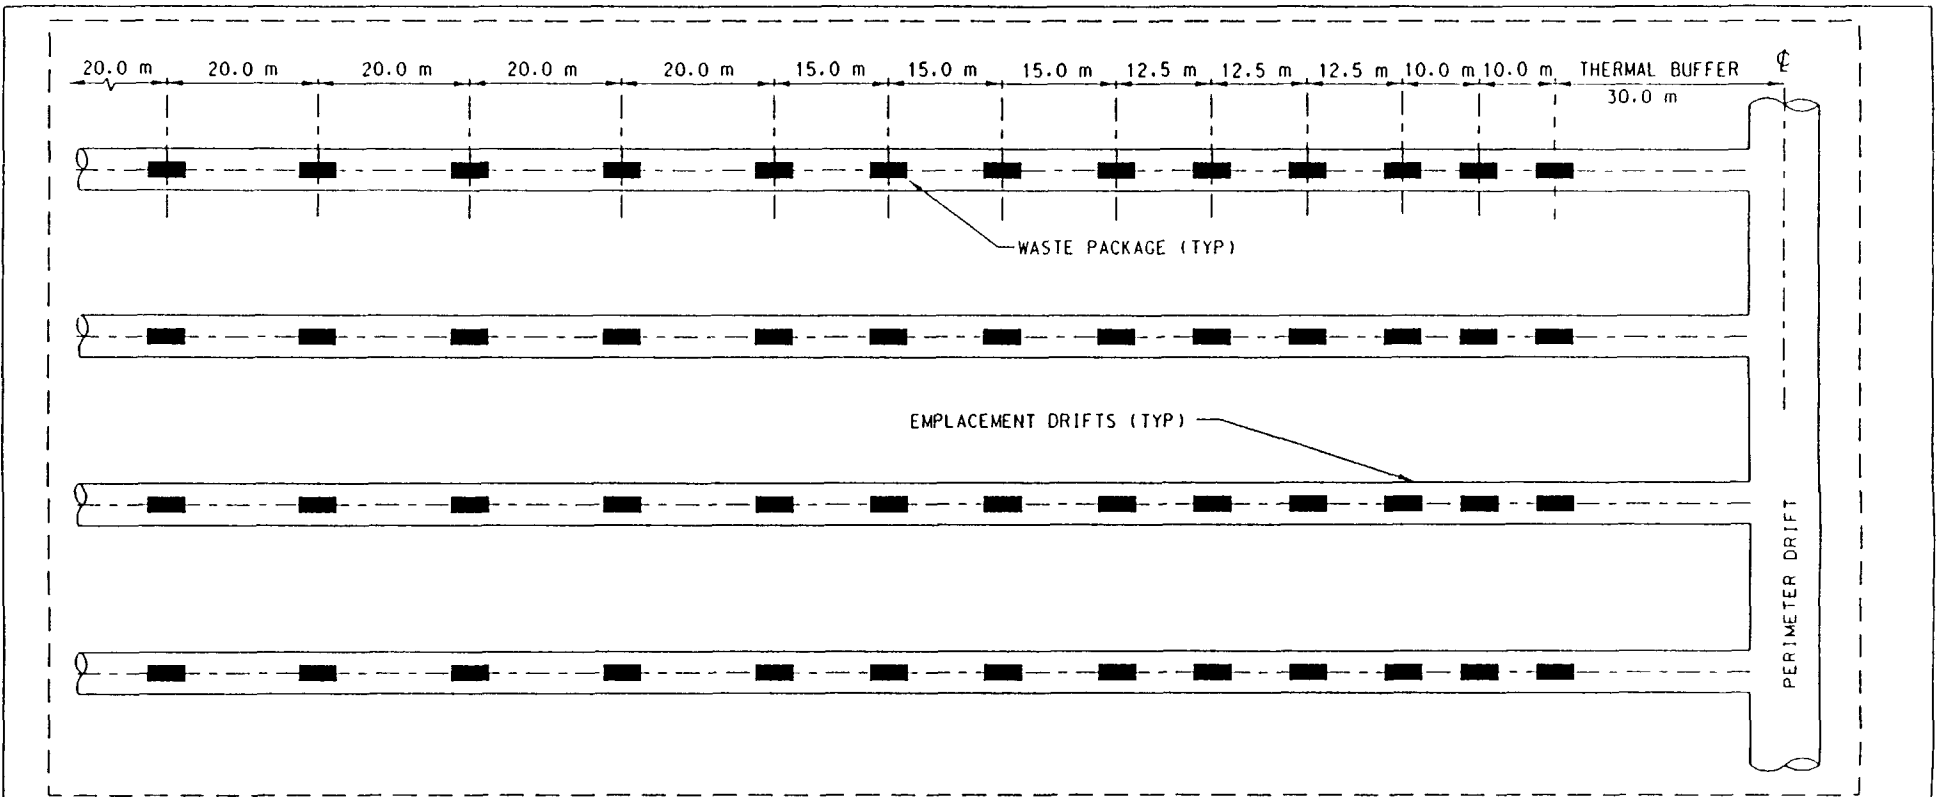 20.0 m 20.0 m 20.0 m 20.0 m 20.0 m 15.0 m 15.0 m 15.0 m 12.5 m 12.5 m 12.5 m 10.0 m 10.0 m THERMAL BUFFER ℄
30.0 m
WASTE PACKAGE (TYP)
EMPLACEMENT DRIFTS (TYP)
PERIMETER DRIFT